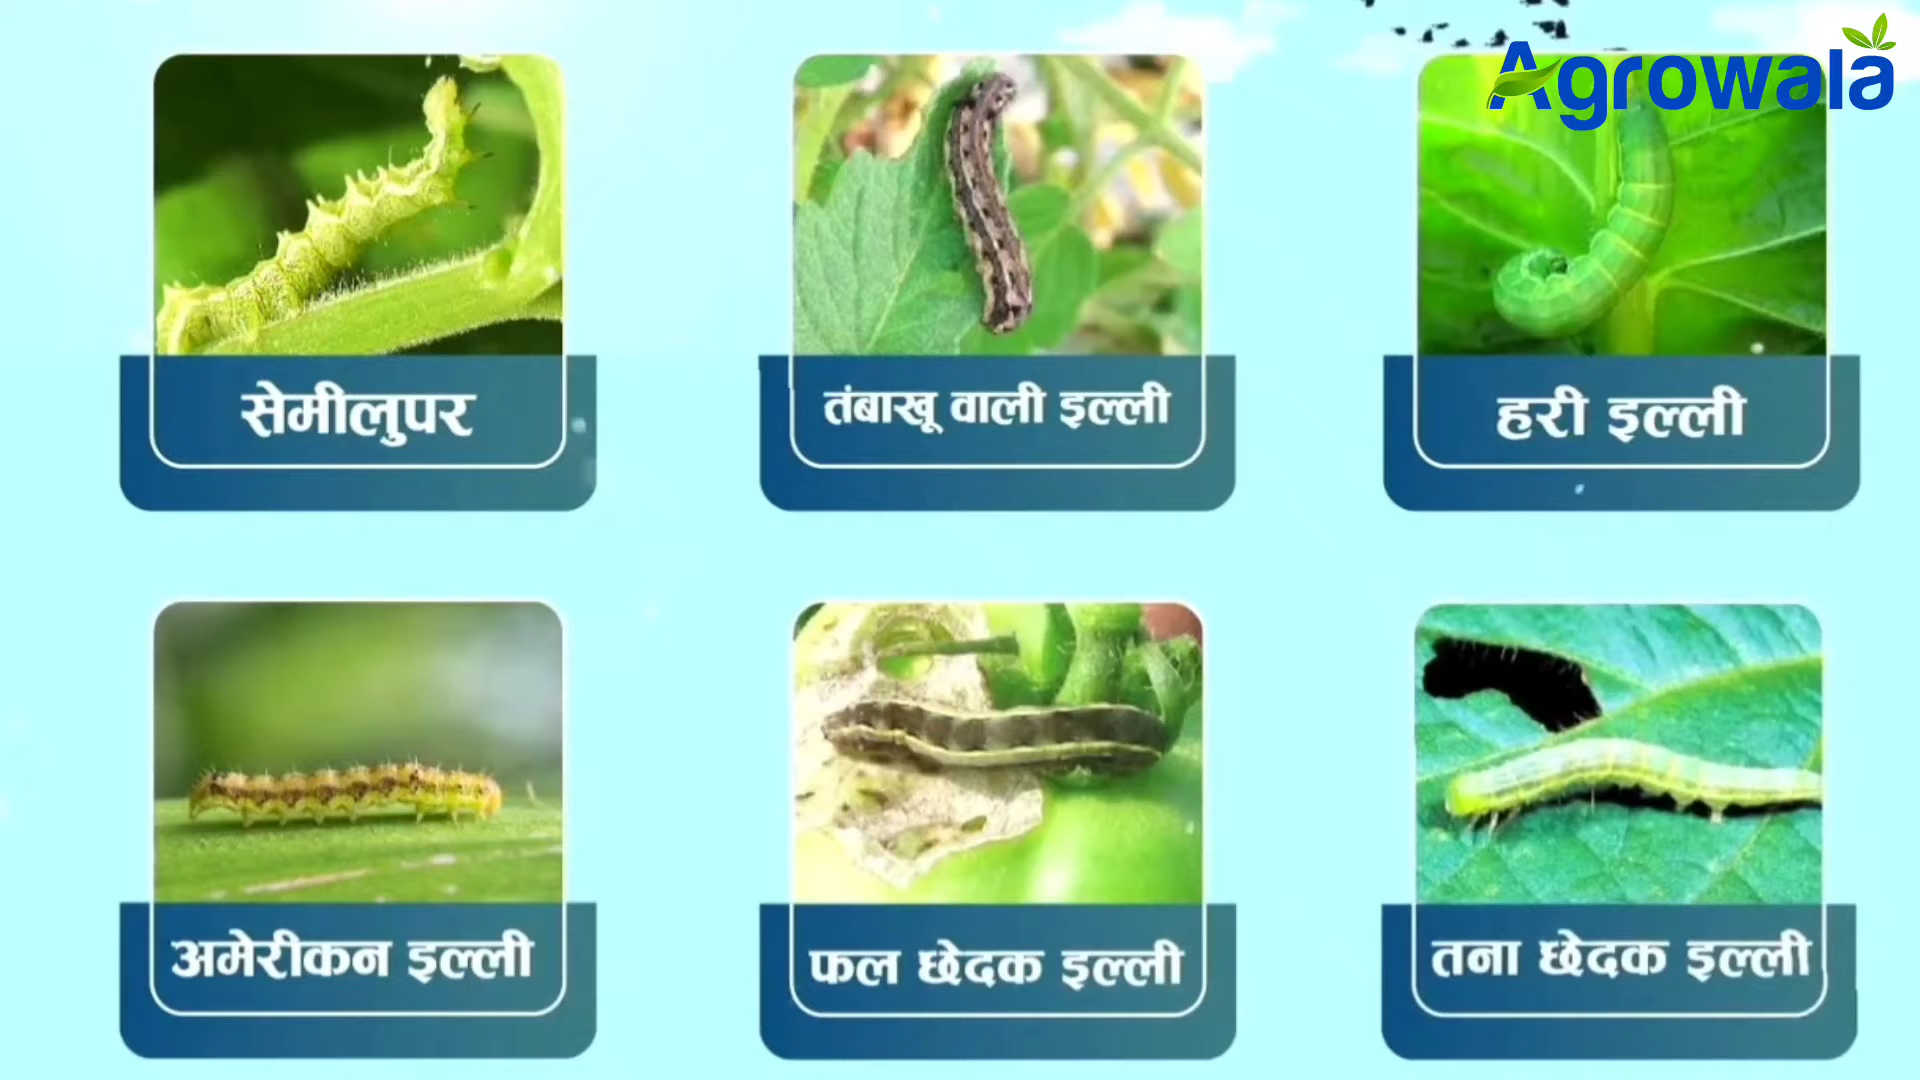 Agrowala
सेमीलुपर
तंबाखू वाली इल्ली
हरी इल्ली
अमेरीकन इल्ली
फल छेदक इल्ली
तना छेदक इल्ली